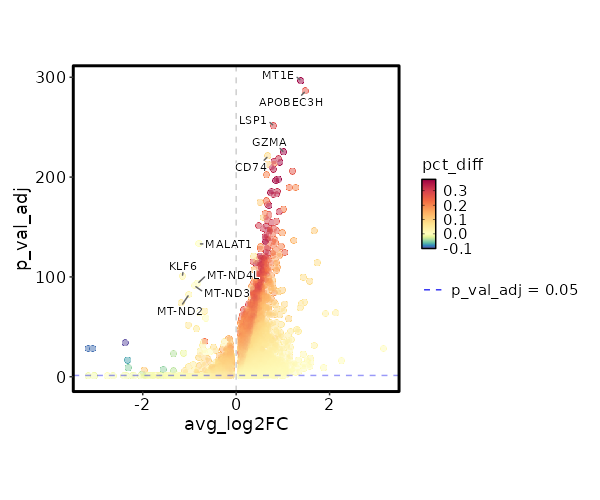 300
200
100
0
p_val_adj
MT1E
APOBEC3H
LSP1
GZMA
CD74
MALAT1
KLF6
MT-ND4L
MT-ND3
MT-ND2
-2
0
2
avg_log2FC
pct_diff
0.3
0.2
0.1
0.0
-0.1
p_val_adj = 0.05